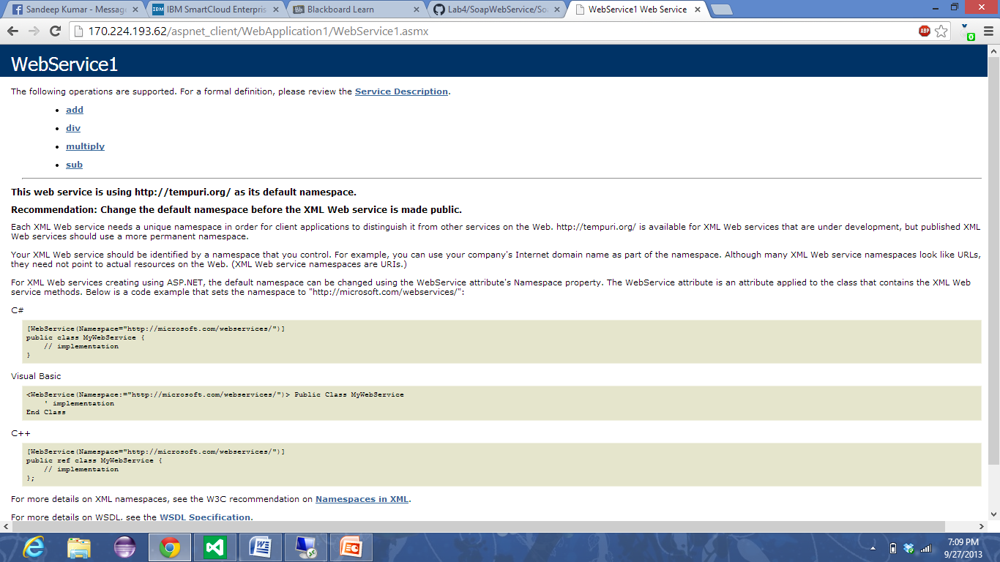 Sandeep Kumar - Message
IBM SmartCloud Enterpris
Bb Blackboard Learn
Lab4/SoapWebService/Soa
WebService1 Web Service
170.224.193.62/aspnet_client/WebApplication1/WebService1.asmx
ABP
0
WebService1
The following operations are supported. For a formal definition, please review the Service Description.
add
div
multiply
sub
This web service is using http://tempuri.org/ as its default namespace.
Recommendation: Change the default namespace before the XML Web service is made public.
Each XML Web service needs a unique namespace in order for client applications to distinguish it from other services on the Web. http://tempuri.org/ is available for XML Web services that are under development, but published XML
Web services should use a more permanent namespace.
Your XML Web service should be identified by a namespace that you control. For example, you can use your company's Internet domain name as part of the namespace. Although many XML Web service namespaces look like URLs,
they need not point to actual resources on the Web. (XML Web service namespaces are URIs.)
For XML Web services creating using ASP.NET, the default namespace can be changed using the WebService attribute's Namespace property. The WebService attribute is an attribute applied to the class that contains the XML Web
service methods. Below is a code example that sets the namespace to "http://microsoft.com/webservices/":
C#
[WebService(Namespace="http://microsoft.com/webservices/")]
public class MyWebService {
// implementation
}
Visual Basic
<WebService(Namespace:="http://microsoft.com/webservices/")> Public Class MyWebService
' implementation
End Class
C++
[WebService(Namespace="http://microsoft.com/webservices/")]
public ref class MyWebService {
// implementation
};
For more details on XML namespaces, see the W3C recommendation on Namespaces in XML.
For more details on WSDL, see the WSDL Specification.
7:09 PM
9/27/2013